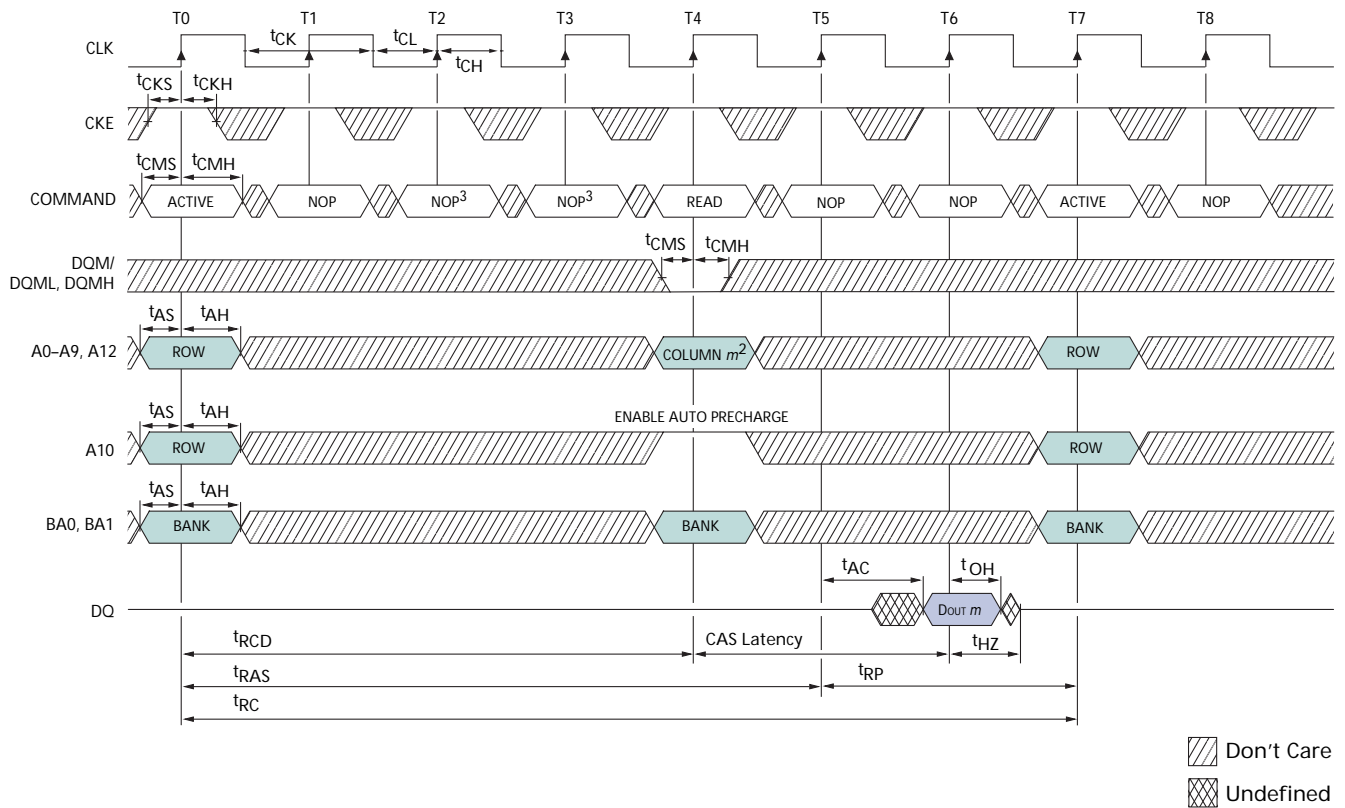 T0 T1 T2 T3 T4 T5 T6 T7 T8
CLK
tCK tCL tCH
tCKS tCKH
CKE
tCMS tCMH
COMMAND ACTIVE NOP NOP3 NOP3 READ NOP NOP ACTIVE NOP
tCMS tCMH
DQM/
DQML, DQMH
tAS tAH
A0–A9, A12 ROW COLUMN m2 ROW
ENABLE AUTO PRECHARGE
tAS tAH
A10 ROW ROW
tAS tAH
BA0, BA1 BANK BANK BANK
tAC tOH
DQ DOUT m
tRCD CAS Latency tHZ
tRAS tRP
tRC
Don't Care
Undefined